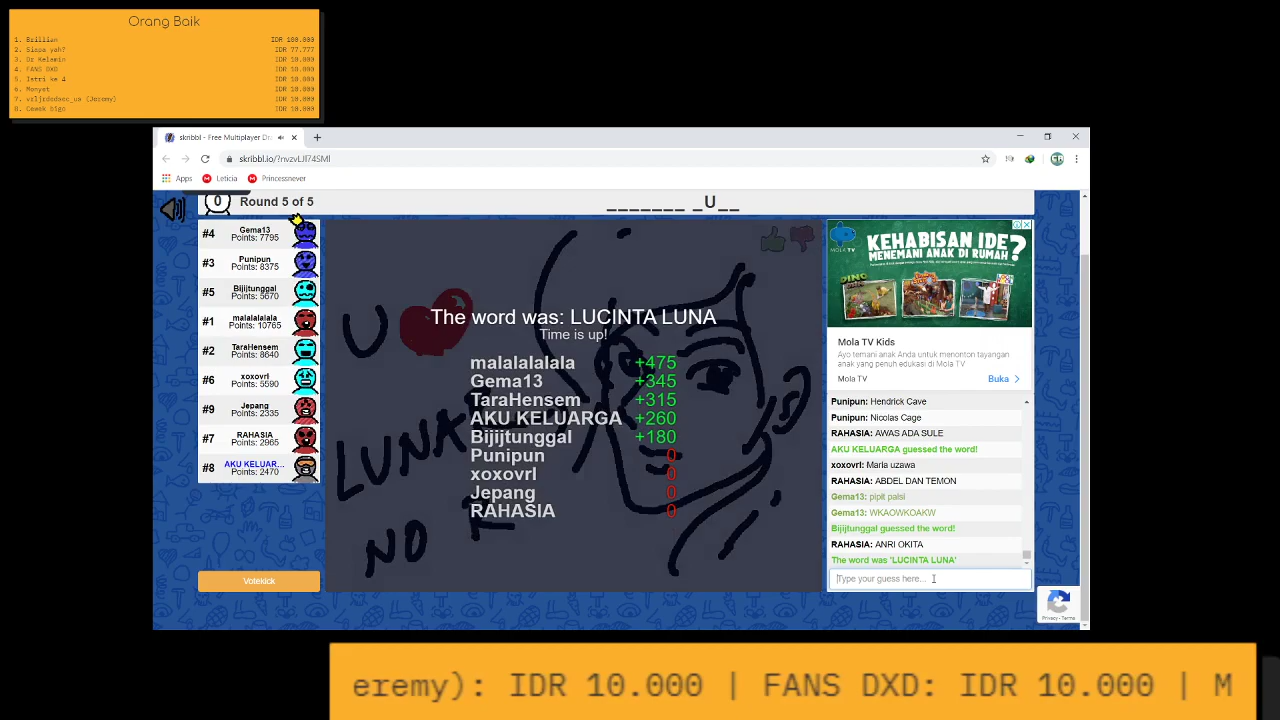 Orang Baik
1. Brillian IDR 100.000
2. Siapa yah? IDR 77.777
3. Dr Kelamin IDR 10.000
4. FANS DXD IDR 10.000
5. Istri ke 4 IDR 10.000
6. Monyet IDR 10.000
7. (Jeremy) IDR 10.000
8. Cewek bigo IDR 10.000
skribbl - Free Multiplayer Dr
skribbl.io/?nvzvLJl74SMl
Apps Leticia Princessnever
0 Round 5 of 5 _______ _U__
#4 Gema13
Points: 7795
#3 Punipun
Points: 8375
#5 Bijijtunggal
Points: 5670
#1 malalalalala
Points: 10765
#2 TaraHensem
Points: 8640
#6 xoxovrl
Points: 5590
#9 Jepang
Points: 2335
#7 RAHASIA
Points: 2965
#8 AKU KELUAR...
Points: 2470
Votekick
U
LUNA
NO
The word was: LUCINTA LUNA
Time is up!
malalalalala +475
Gema13 +345
TaraHensem +315
AKU KELUARGA +260
Bijijtunggal +180
Punipun 0
xoxovrl 0
Jepang 0
RAHASIA 0
MOLA TV
KEHABISAN IDE?
MENEMANI ANAK DI RUMAH
Mola TV Kids
Ayo temani anak Anda untuk menonton tayangan
anak yang penuh edukasi di Mola TV
Mola TV Buka
Punipun: Hendrick Cave
Punipun: Nicolas Cage
RAHASIA: AWAS ADA SULE
AKU KELUARGA guessed the word!
xoxovrl: Maria uzawa
RAHASIA: ABDEL DAN TEMON
Gema13: pipit palsi
Gema13: WKAOWKOAKW
Bijijtunggal guessed the word!
RAHASIA: ANRI OKITA
The word was 'LUCINTA LUNA'
Type your guess here...
Privacy - Terms
eremy): IDR 10.000 | FANS DXD: IDR 10.000 | M